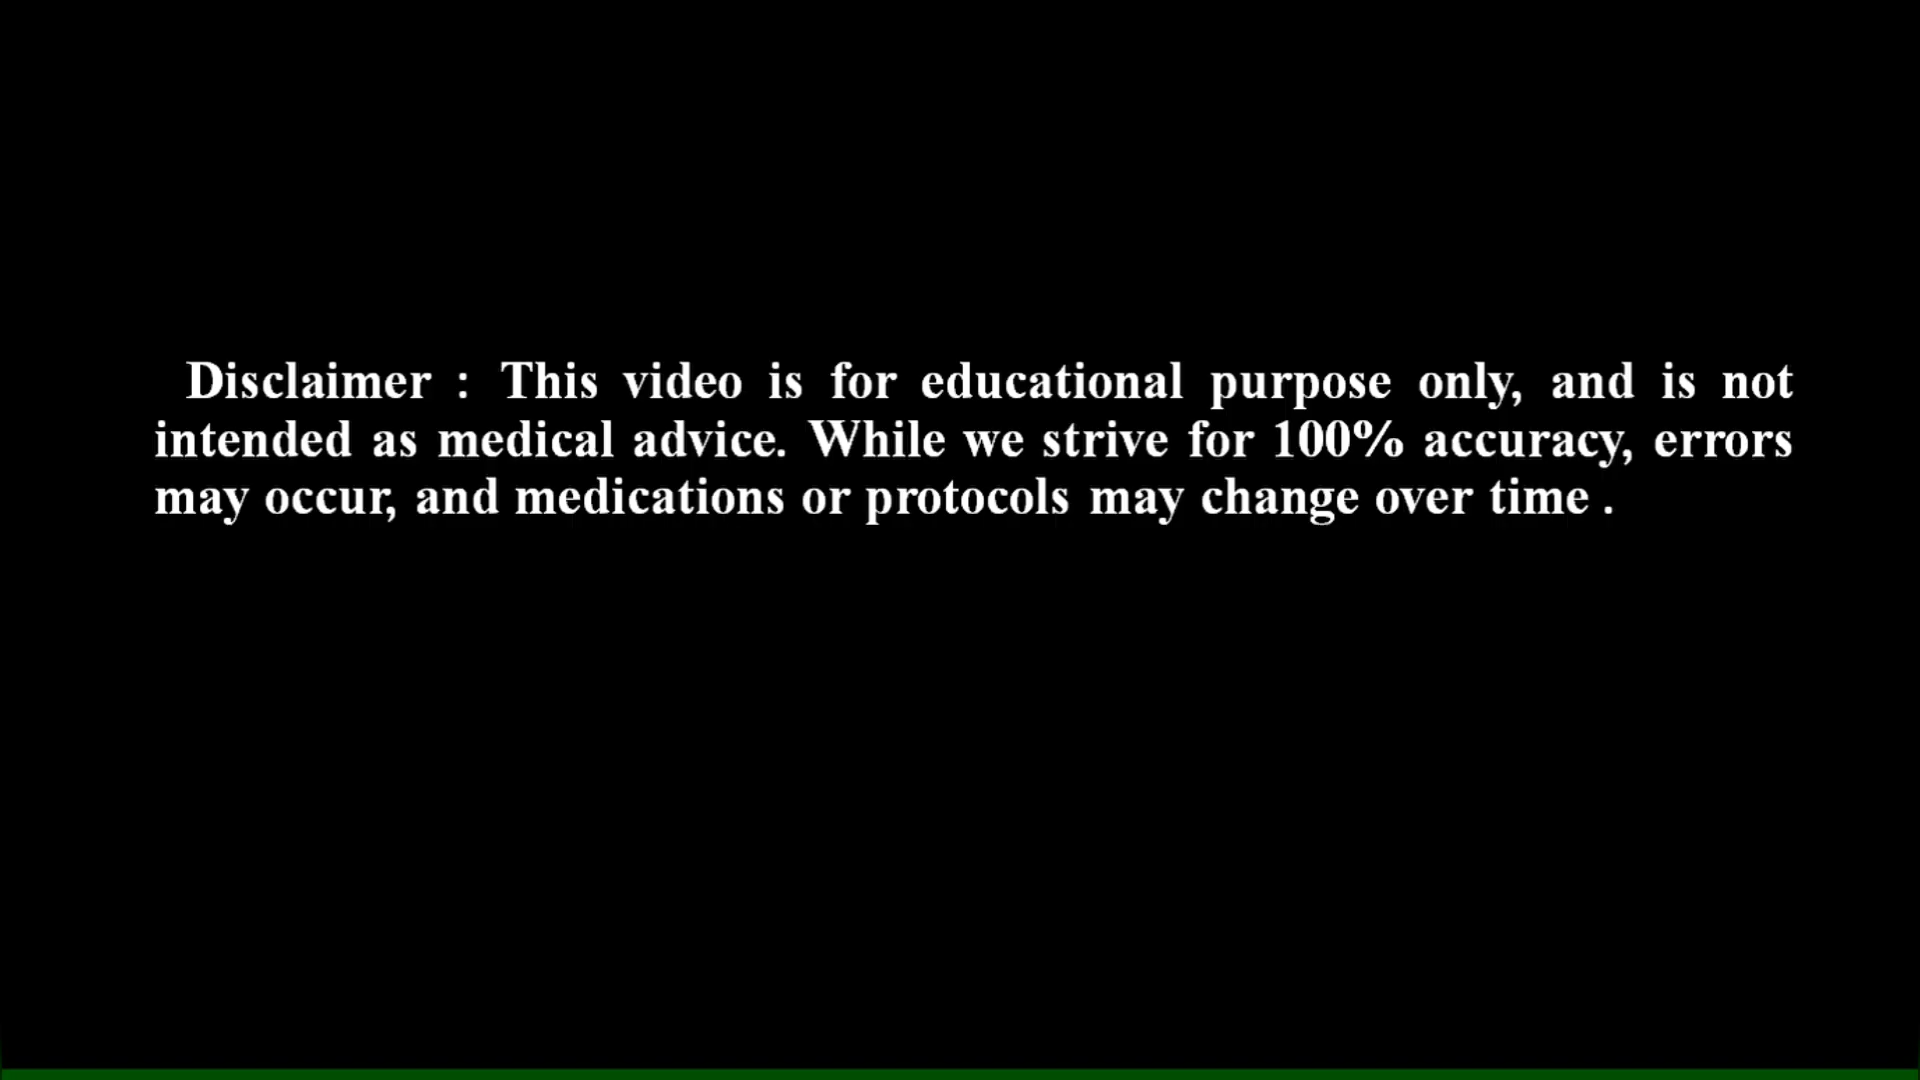 Disclaimer : This video is for educational purpose only, and is not
intended as medical advice. While we strive for 100% accuracy, errors
may occur, and medications or protocols may change over time .